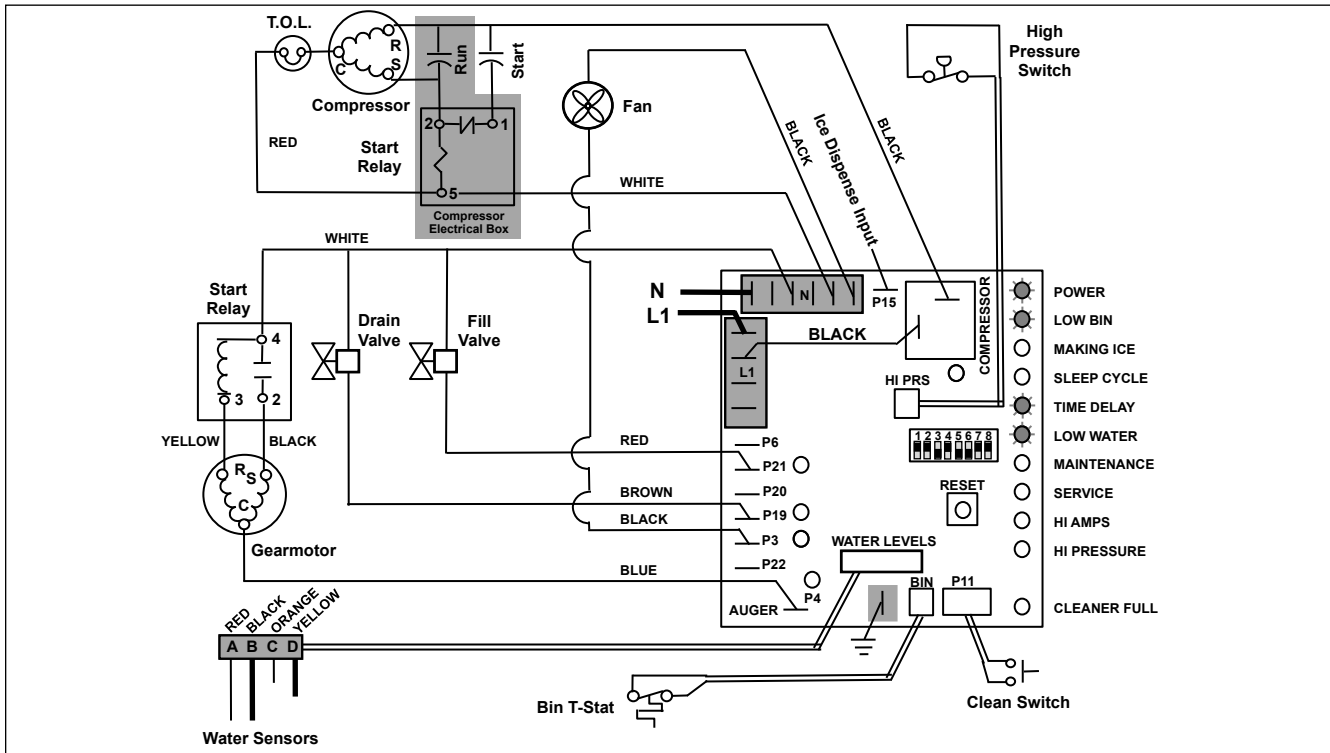 T.O.L.
R
S
C
Compressor
Run
Start
2
1
Start
Relay
5
Compressor
Electrical Box
RED
WHITE
Fan
BLACK
Ice Dispense Input
BLACK
High
Pressure
Switch
WHITE
Start
Relay
4
3
2
YELLOW
BLACK
R
S
C
Gearmotor
Drain
Valve
Fill
Valve
N
L1
N
P15
BLACK
L1
COMPRESSOR
HI PRS
1 2 3 4 5 6 7 8
RESET
RED
P6
P21
P20
BROWN
P19
BLACK
P3
P22
BLUE
P4
AUGER
WATER LEVELS
BIN
P11
POWER
LOW BIN
MAKING ICE
SLEEP CYCLE
TIME DELAY
LOW WATER
MAINTENANCE
SERVICE
HI AMPS
HI PRESSURE
CLEANER FULL
RED
BLACK
ORANGE
YELLOW
A B C D
Water Sensors
Bin T-Stat
Clean Switch